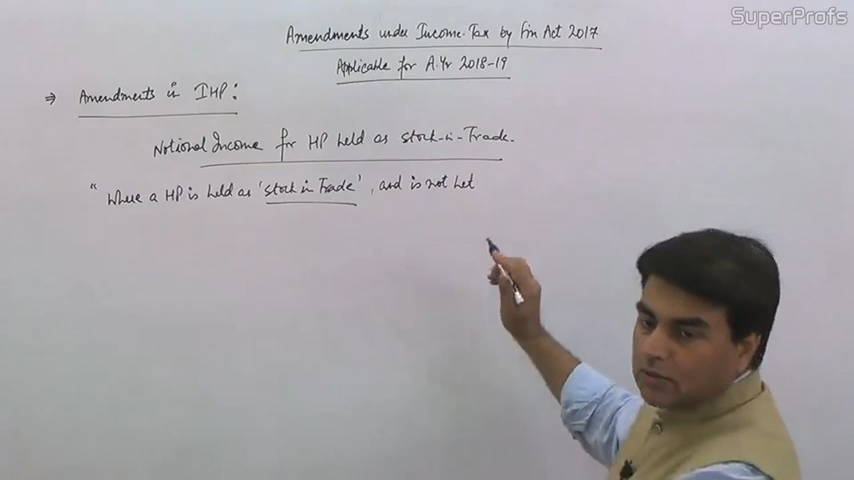 SuperProfs
Amendments under Income Tax by Fin Act 2017
Applicable for A.Yr 2018-19
⇒ Amendments in IHP:
Notional Income for HP held as stock-in-Trade.
" Where a HP is held as 'stock in Trade', and is not let